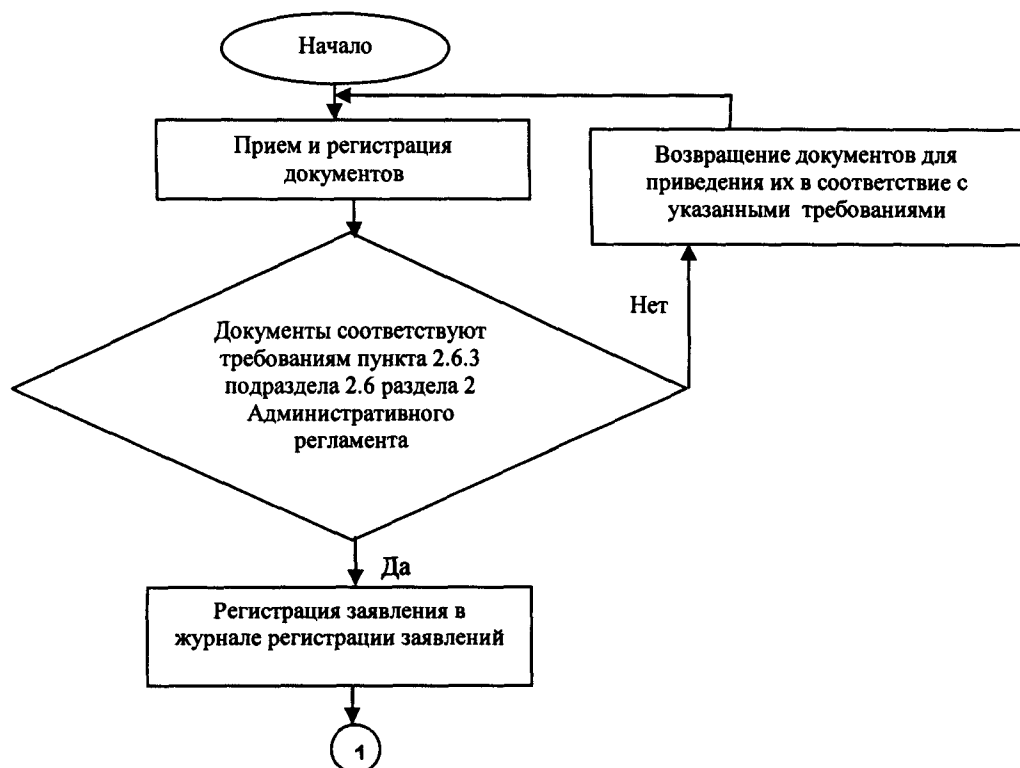 Начало
Прием и регистрация
документов
Возвращение документов для
приведения их в соответствие с
указанными требованиями
Нет
Документы соответствуют
требованиям пункта 2.6.3
подраздела 2.6 раздела 2
Административного
регламента
Да
Регистрация заявления в
журнале регистрации заявлений
1